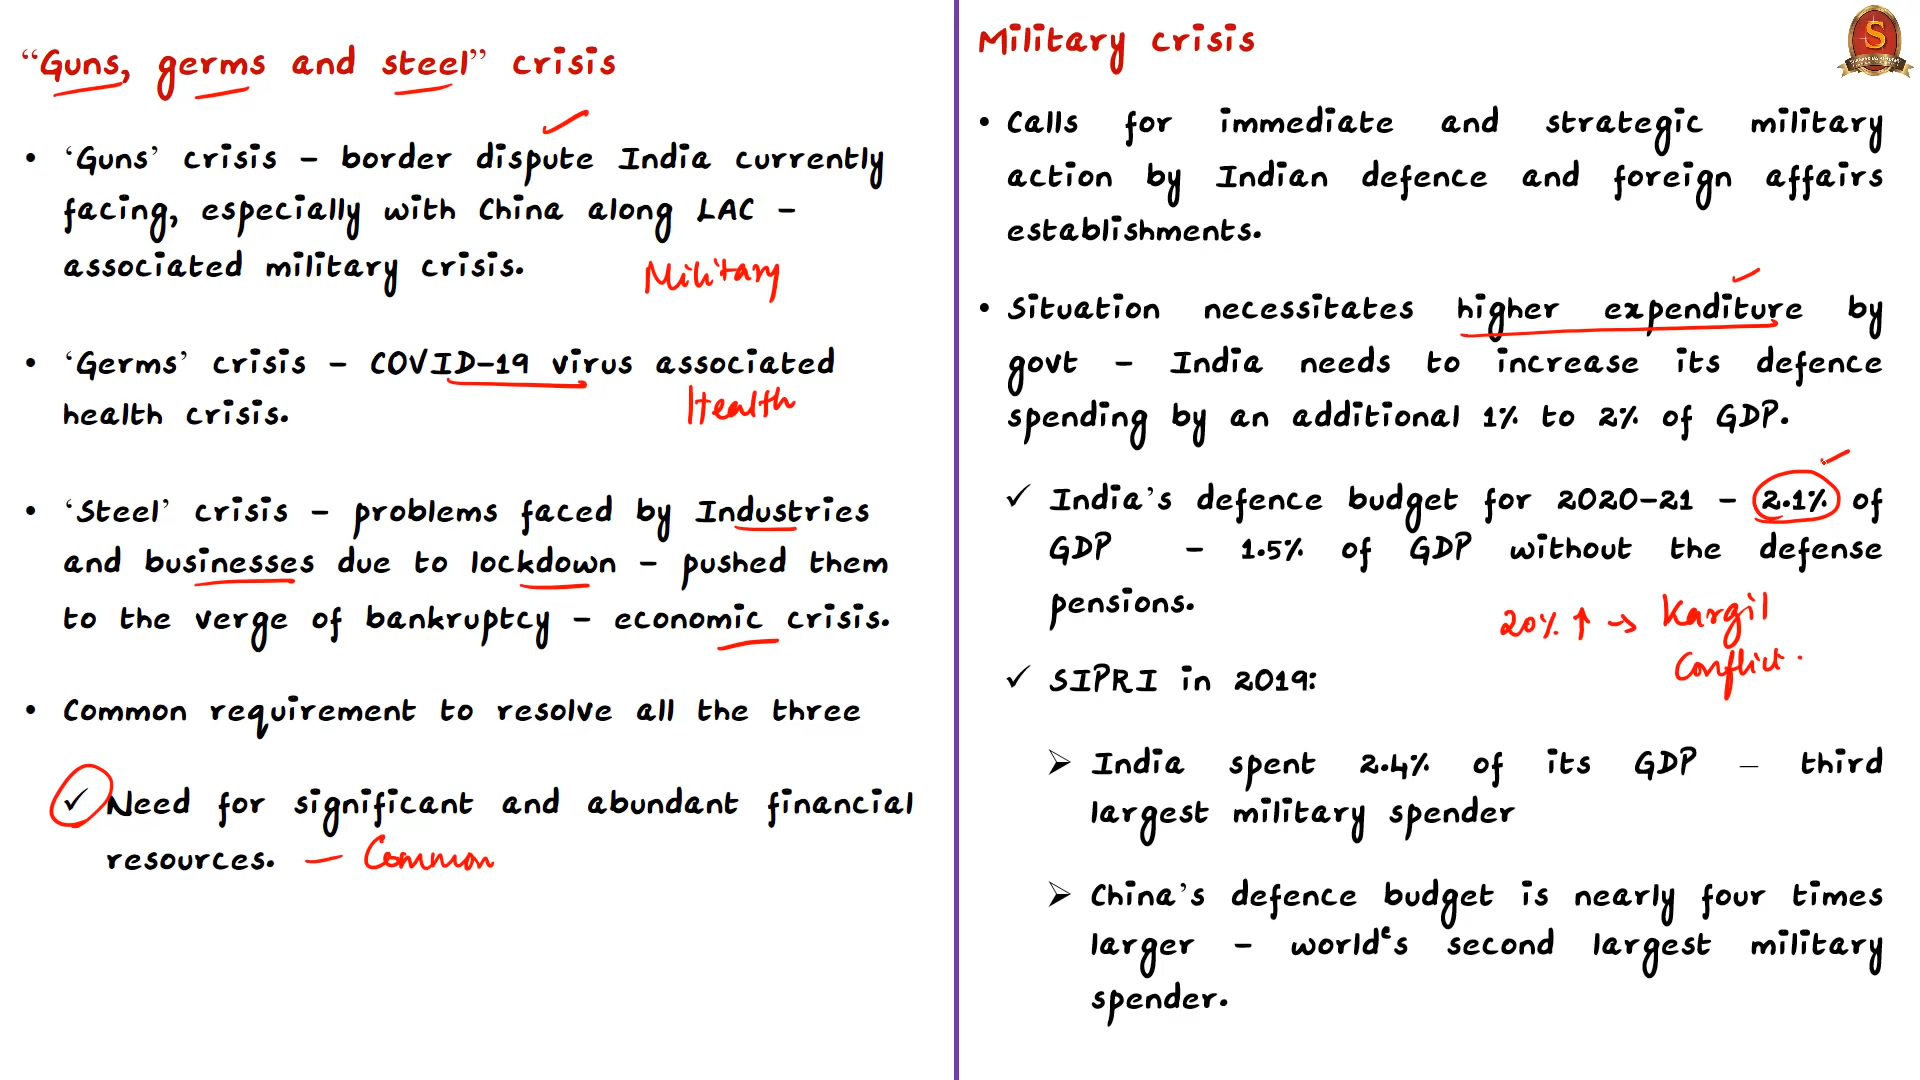 “Guns, germs and steel” crisis
• ‘Guns’ crisis – border dispute India currently
facing, especially with China along LAC –
associated military crisis.
Military
• ‘Germs’ crisis – COVID-19 virus associated
health crisis.
Health
• ‘Steel’ crisis – problems faced by Industries
and businesses due to lockdown – pushed them
to the verge of bankruptcy – economic crisis.
• Common requirement to resolve all the three
✓ Need for significant and abundant financial
resources. – Common
Military crisis
• Calls for immediate and strategic military
action by Indian defence and foreign affairs
establishments.
• Situation necessitates higher expenditure by
govt – India needs to increase its defence
spending by an additional 1% to 2% of GDP.
✓ India’s defence budget for 2020-21 – 2.1% of
GDP – 1.5% of GDP without the defense
pensions.
20% ↑ → Kargil
Conflict.
✓ SIPRI in 2019:
➢ India spent 2.4% of its GDP – third
largest military spender
➢ China’s defence budget is nearly four times
larger – world‘s second largest military
spender.
S